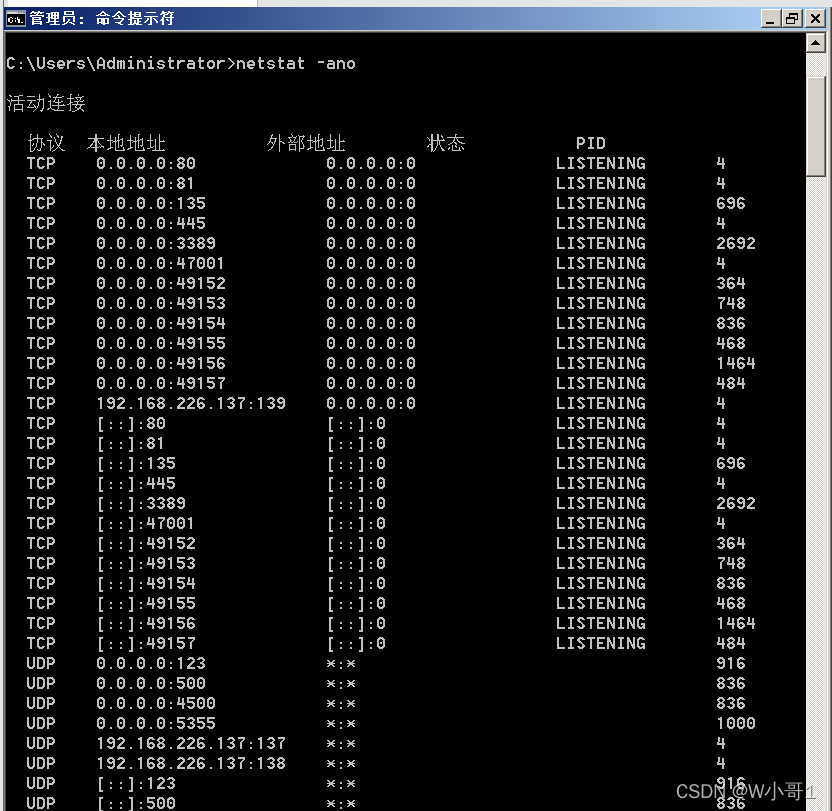 管理员: 命令提示符
C:\Users\Administrator>netstat -ano
活动连接
协议 本地地址 外部地址 状态 PID
TCP 0.0.0.0:80 0.0.0.0:0 LISTENING 4
TCP 0.0.0.0:81 0.0.0.0:0 LISTENING 4
TCP 0.0.0.0:135 0.0.0.0:0 LISTENING 696
TCP 0.0.0.0:445 0.0.0.0:0 LISTENING 4
TCP 0.0.0.0:3389 0.0.0.0:0 LISTENING 2692
TCP 0.0.0.0:47001 0.0.0.0:0 LISTENING 4
TCP 0.0.0.0:49152 0.0.0.0:0 LISTENING 364
TCP 0.0.0.0:49153 0.0.0.0:0 LISTENING 748
TCP 0.0.0.0:49154 0.0.0.0:0 LISTENING 836
TCP 0.0.0.0:49155 0.0.0.0:0 LISTENING 468
TCP 0.0.0.0:49156 0.0.0.0:0 LISTENING 1464
TCP 0.0.0.0:49157 0.0.0.0:0 LISTENING 484
TCP 192.168.226.137:139 0.0.0.0:0 LISTENING 4
TCP [::]:80 [::]:0 LISTENING 4
TCP [::]:81 [::]:0 LISTENING 4
TCP [::]:135 [::]:0 LISTENING 696
TCP [::]:445 [::]:0 LISTENING 4
TCP [::]:3389 [::]:0 LISTENING 2692
TCP [::]:47001 [::]:0 LISTENING 4
TCP [::]:49152 [::]:0 LISTENING 364
TCP [::]:49153 [::]:0 LISTENING 748
TCP [::]:49154 [::]:0 LISTENING 836
TCP [::]:49155 [::]:0 LISTENING 468
TCP [::]:49156 [::]:0 LISTENING 1464
TCP [::]:49157 [::]:0 LISTENING 484
UDP 0.0.0.0:123 *:* 916
UDP 0.0.0.0:500 *:* 836
UDP 0.0.0.0:4500 *:* 836
UDP 0.0.0.0:5355 *:* 1000
UDP 192.168.226.137:137 *:* 4
UDP 192.168.226.137:138 *:* 4
UDP [::]:123 *:* 916
UDP [::]:500 *:* 836
CSDN @W小哥1